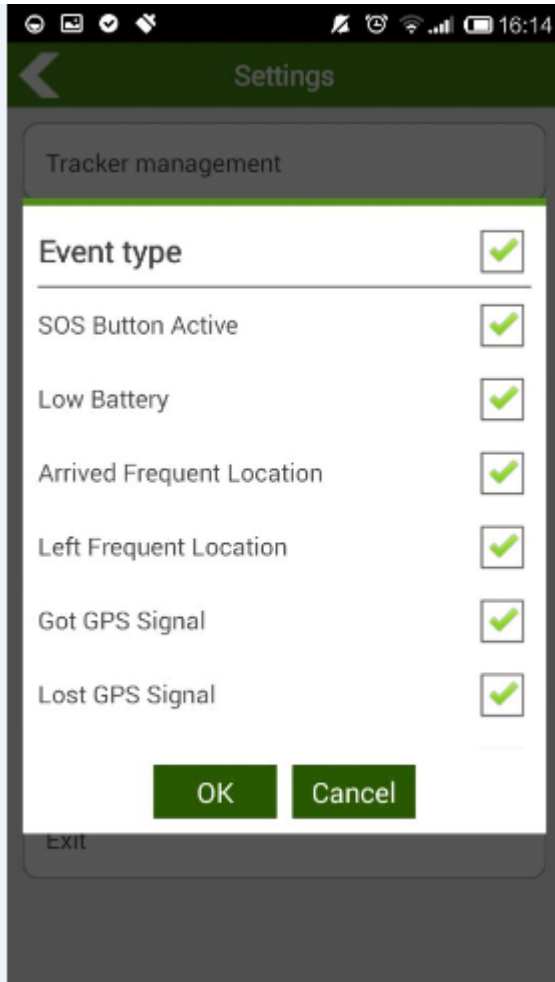 16:14
Settings
Tracker management
Event type
SOS Button Active
Low Battery
Arrived Frequent Location
Left Frequent Location
Got GPS Signal
Lost GPS Signal
OK Cancel
Exit